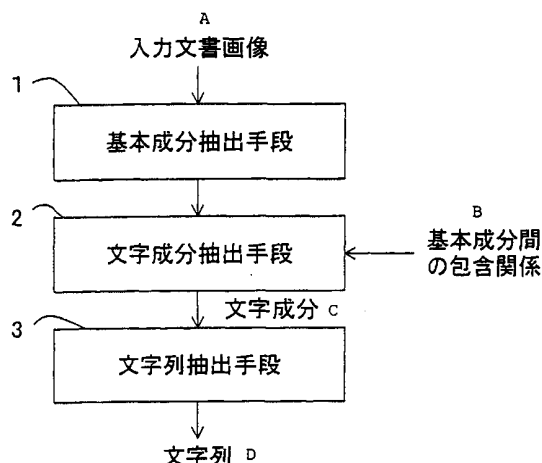 A
入力文書画像
1
基本成分抽出手段
2
文字成分抽出手段
B
基本成分間
の包含関係
文字成分 C
3
文字列抽出手段
文字列 D